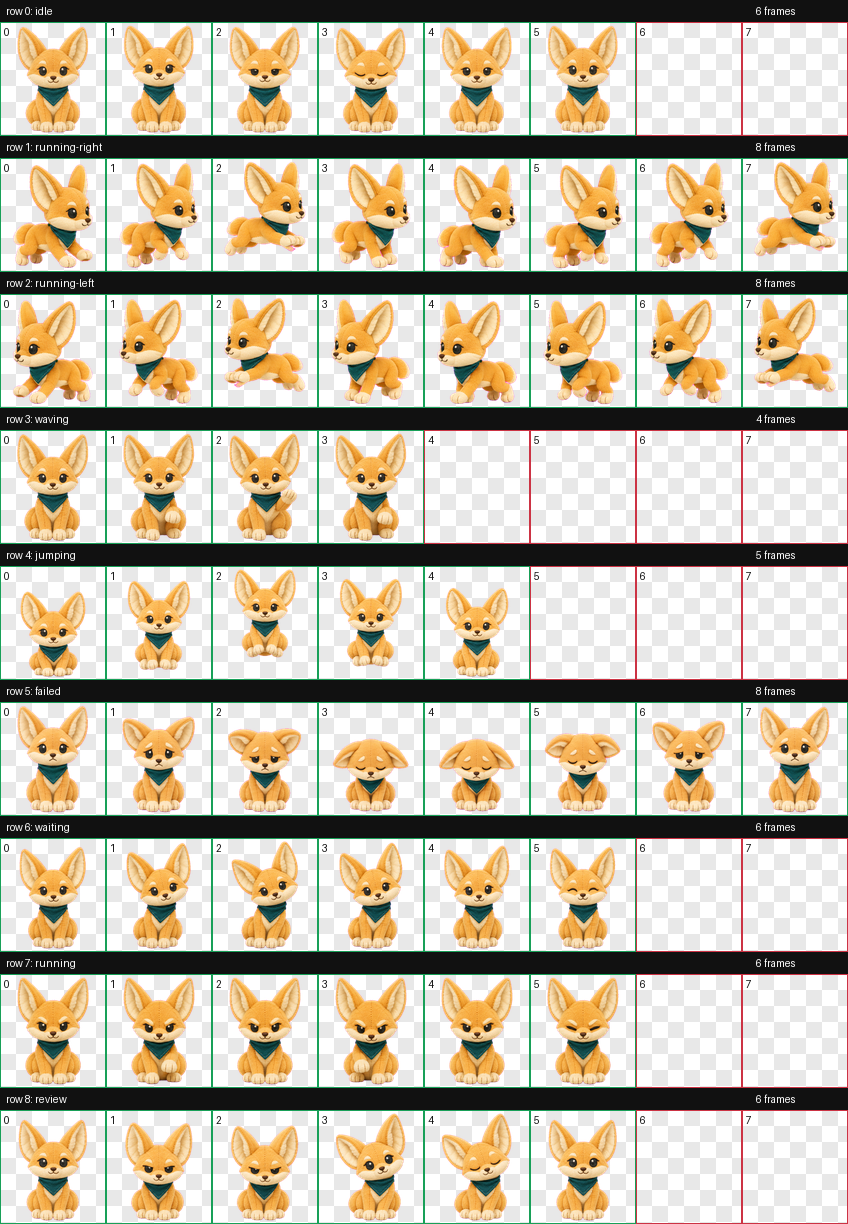 row 0: idle 6 frames
0 1 2 3 4 5 6 7
row 1: running-right 8 frames
0 1 2 3 4 5 6 7
row 2: running-left 8 frames
0 1 2 3 4 5 6 7
row 3: waving 4 frames
0 1 2 3 4 5 6 7
row 4: jumping 5 frames
0 1 2 3 4 5 6 7
row 5: failed 8 frames
0 1 2 3 4 5 6 7
row 6: waiting 6 frames
0 1 2 3 4 5 6 7
row 7: running 6 frames
0 1 2 3 4 5 6 7
row 8: review 6 frames
0 1 2 3 4 5 6 7